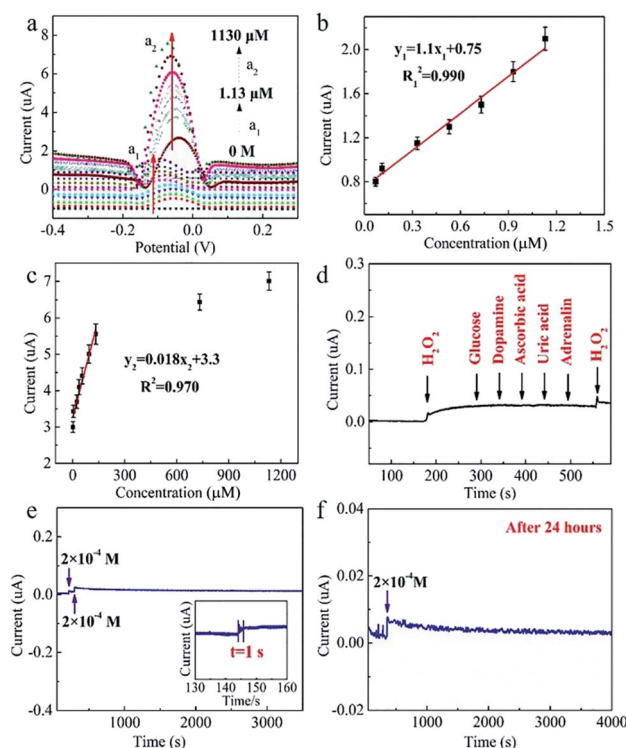 a
a₂
1130 μM
a₂
1.13 μM
a₁
a₁
0 M
Current (uA)
8
6
4
2
0
-0.4
-0.2
0.0
0.2
Potential (V)
b
y₁=1.1x₁+0.75
R₁²=0.990
Current (uA)
2.0
1.6
1.2
0.8
0.0
0.3
0.6
0.9
1.2
1.5
Concentration (μM)
c
y₂=0.018x₂+3.3
R²=0.970
Current (uA)
8
7
6
5
4
3
2
0
300
600
900
1200
Concentration (μM)
d
H₂O₂
Glucose
Dopamine
Ascorbic acid
Uric acid
Adrenalin
H₂O₂
Current (uA)
0.3
0.2
0.1
0.0
100
200
300
400
500
Time (s)
e
2×10⁻⁴ M
2×10⁻⁴ M
Current (uA)
0.4
0.2
0.0
-0.2
-0.4
1000
2000
3000
Time (s)
Current (uA)
t=1 s
130
140
150
160
Time/s
f
After 24 hours
2×10⁻⁴M
Current (uA)
0.04
0.02
0.00
-0.02
0
1000
2000
3000
4000
Time (s)